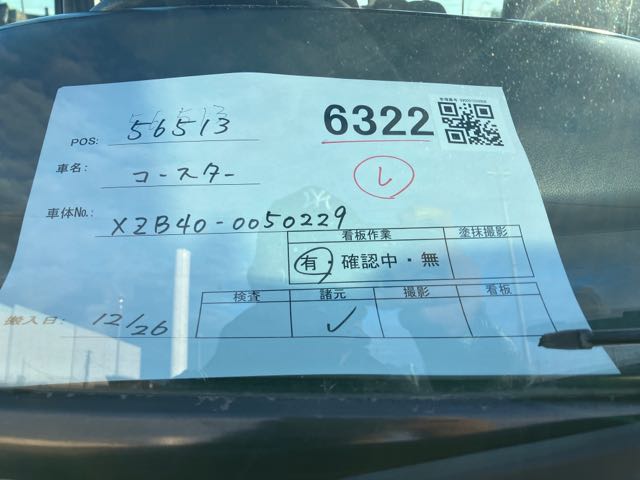 POS: 56513
6322
車名: コースター
レ
車体No.: XZB40-0050229
看板作業 塗抹撮影
有・確認中・無
検査 諸元 撮影 看板
✓
搬入日: 12/26